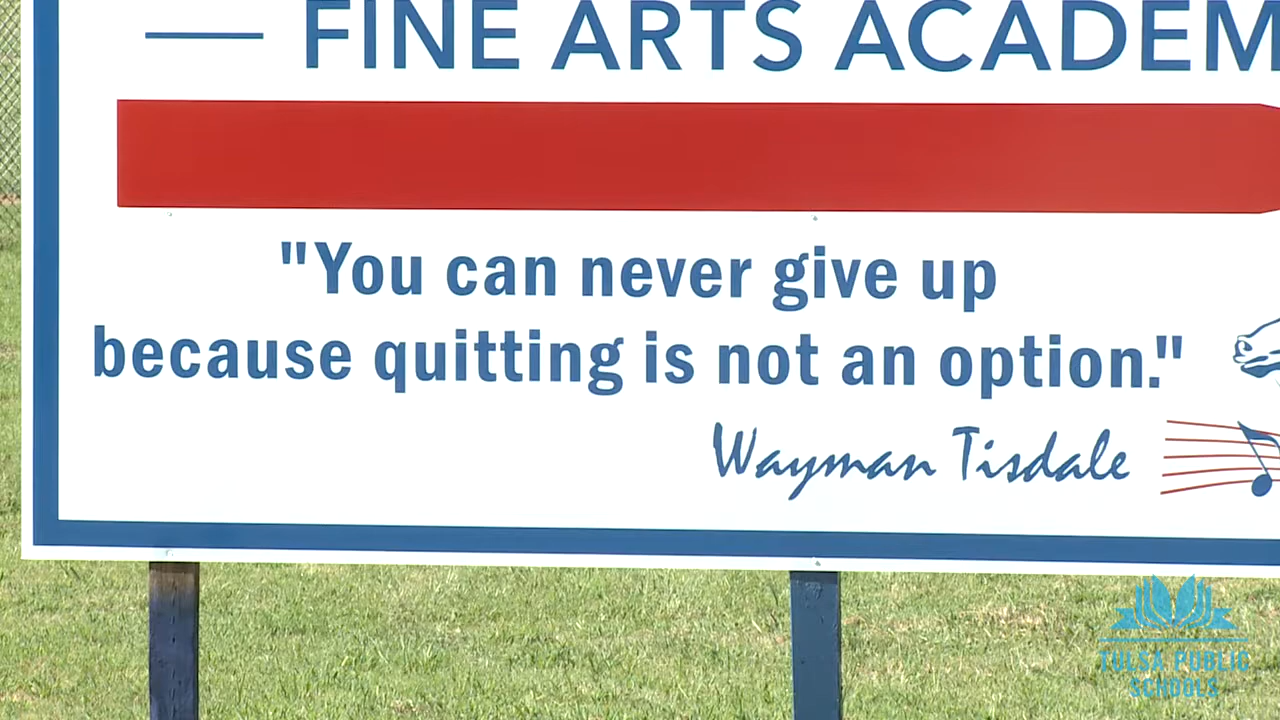 FINE ARTS ACADEM
"You can never give up
because quitting is not an option."
Wayman Tisdale
TULSA PUBLIC
SCHOOLS